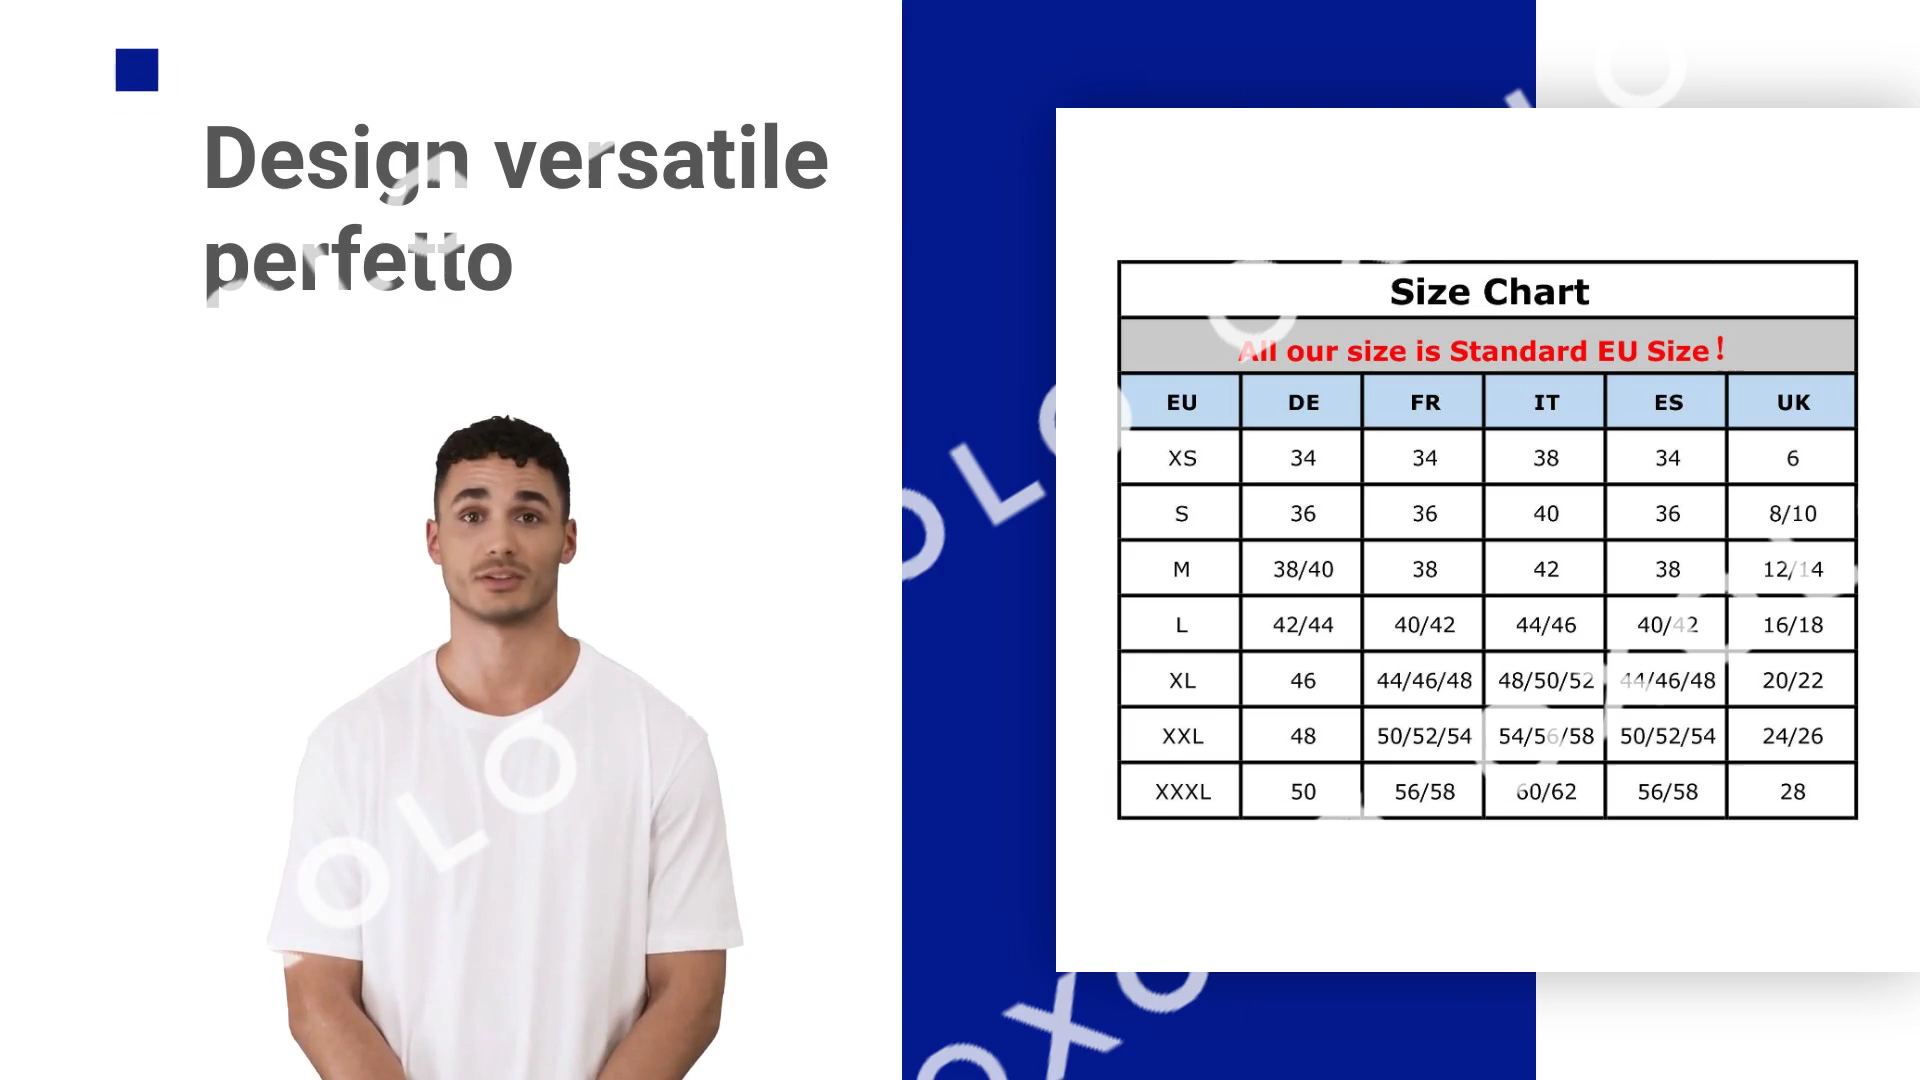 Design versatile
perfetto
Size Chart
All our size is Standard EU Size!
EU DE FR IT ES UK
XS 34 34 38 34 6
S 36 36 40 36 8/10
M 38/40 38 42 38 12/14
L 42/44 40/42 44/46 40/42 16/18
XL 46 44/46/48 48/50/52 44/46/48 20/22
XXL 48 50/52/54 54/56/58 50/52/54 24/26
XXXL 50 56/58 60/62 56/58 28